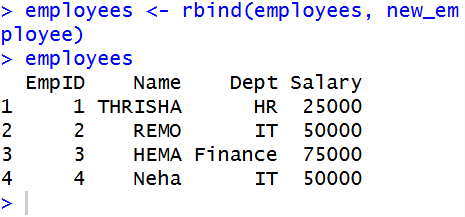 > employees <- rbind(employees, new_em
ployee)
> employees
  EmpID    Name    Dept Salary
1     1 THRISHA      HR  25000
2     2    REMO      IT  50000
3     3    HEMA Finance  75000
4     4    Neha      IT  50000
>